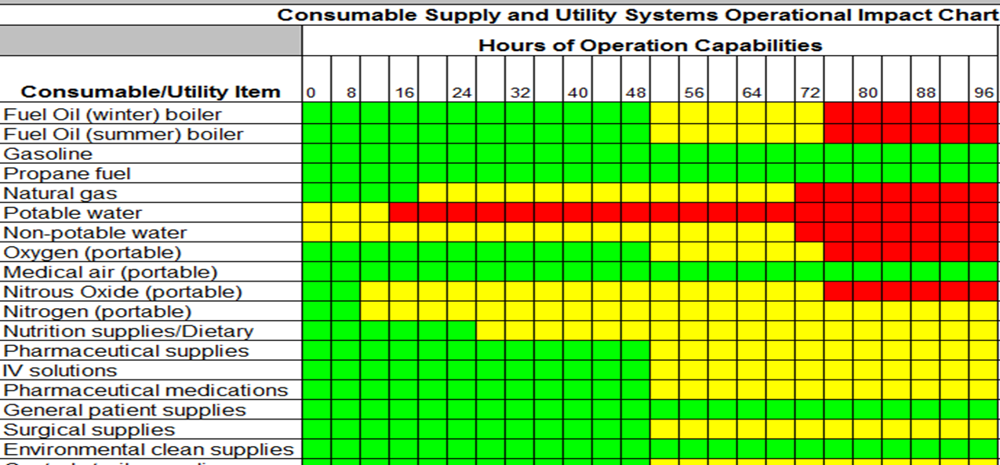 Consumable Supply and Utility Systems Operational Impact Chart
Hours of Operation Capabilities
Consumable/Utility Item 0 8 16 24 32 40 48 56 64 72 80 88 96
Fuel Oil (winter) boiler
Fuel Oil (summer) boiler
Gasoline
Propane fuel
Natural gas
Potable water
Non-potable water
Oxygen (portable)
Medical air (portable)
Nitrous Oxide (portable)
Nitrogen (portable)
Nutrition supplies/Dietary
Pharmaceutical supplies
IV solutions
Pharmaceutical medications
General patient supplies
Surgical supplies
Environmental clean supplies